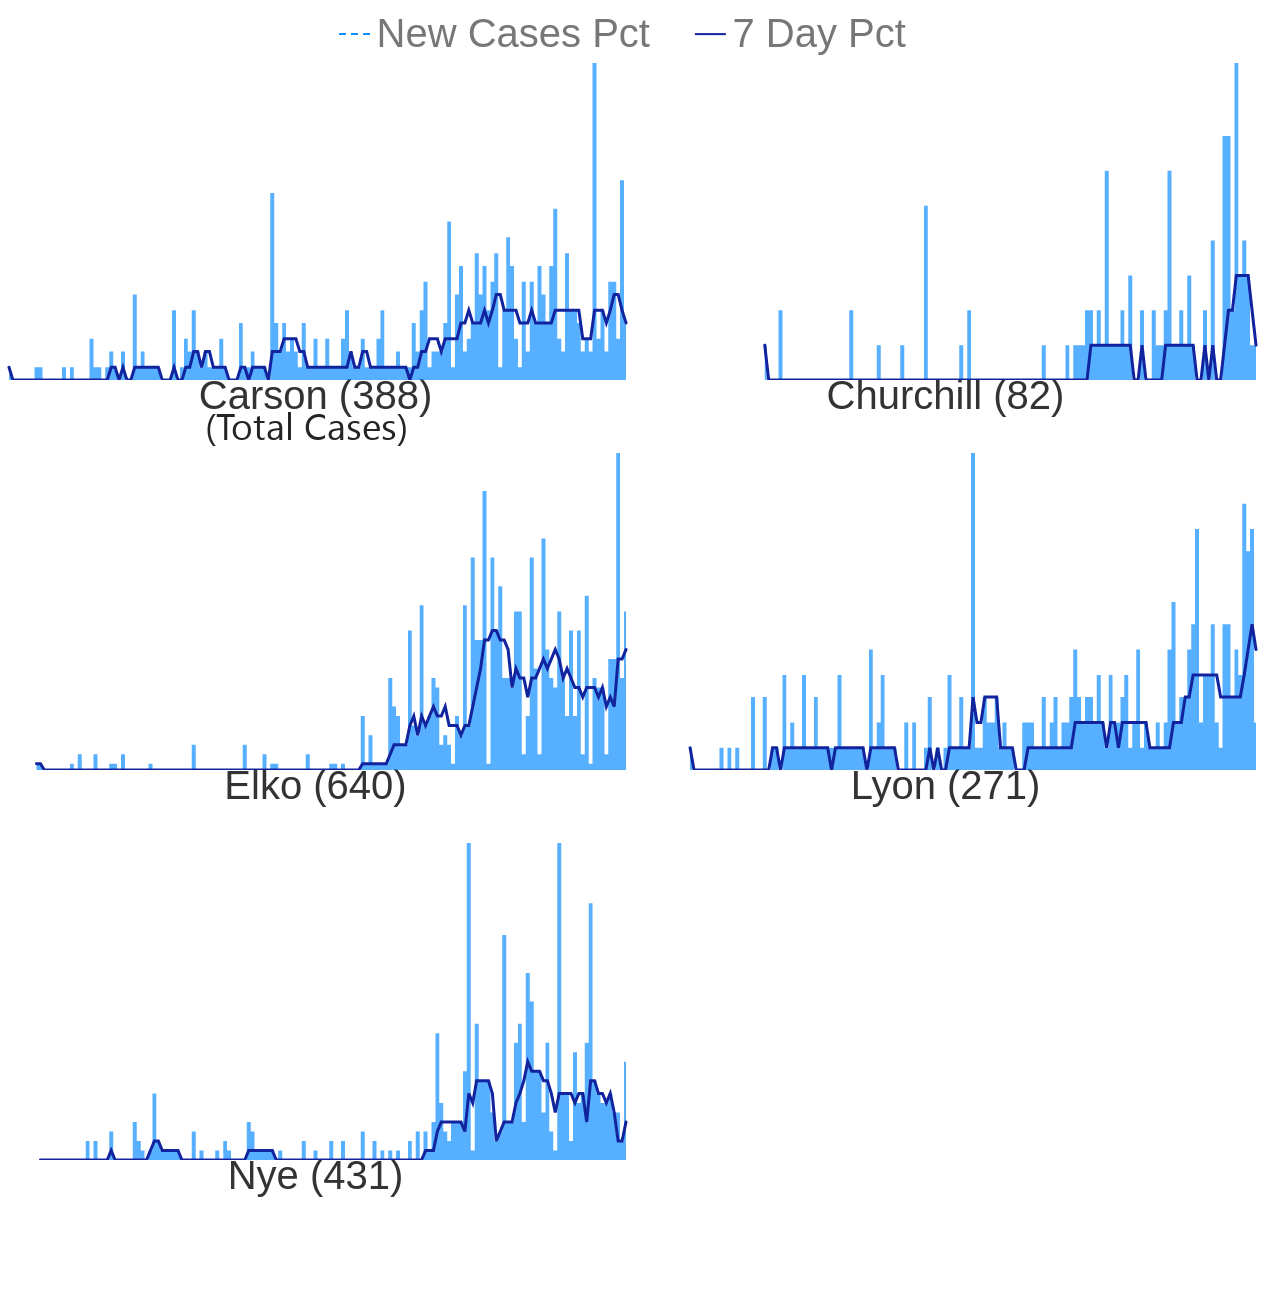 New Cases Pct 7 Day Pct
Carson (388) Churchill (82)
(Total Cases)
Elko (640) Lyon (271)
Nye (431)